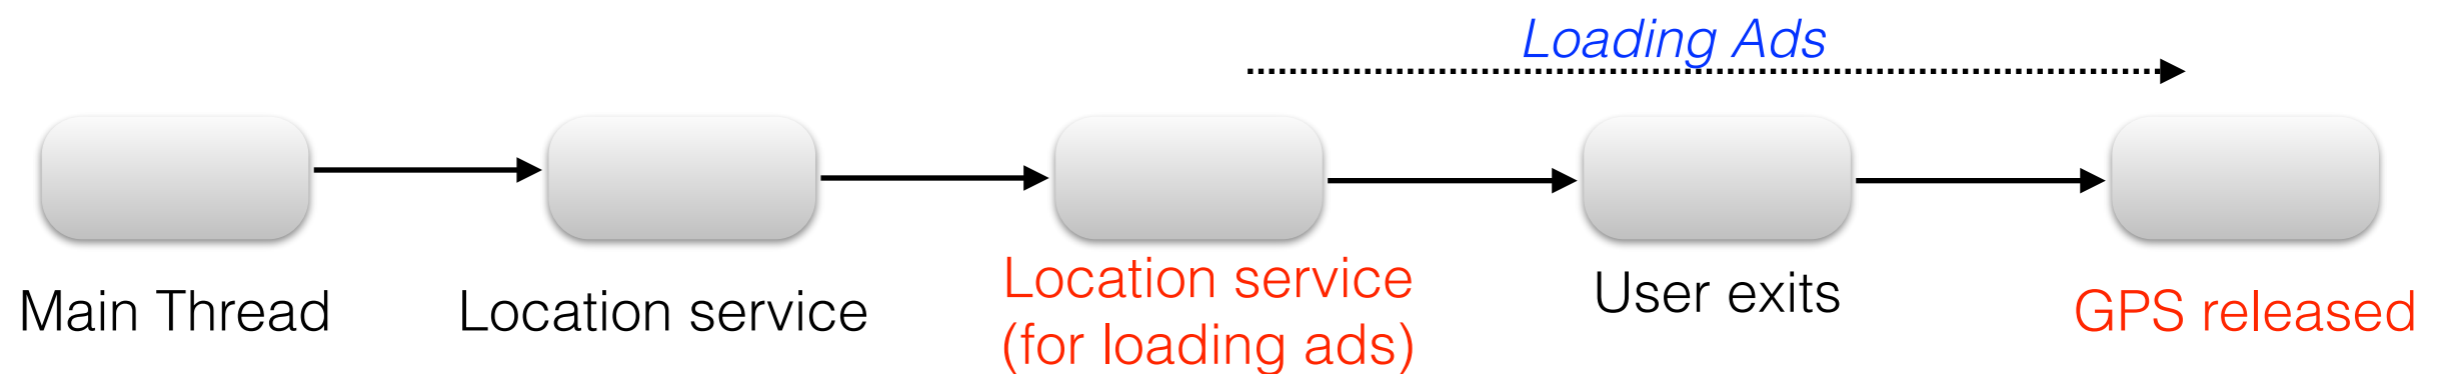 Loading Ads
Main Thread
Location service
Location service
(for loading ads)
User exits
GPS released